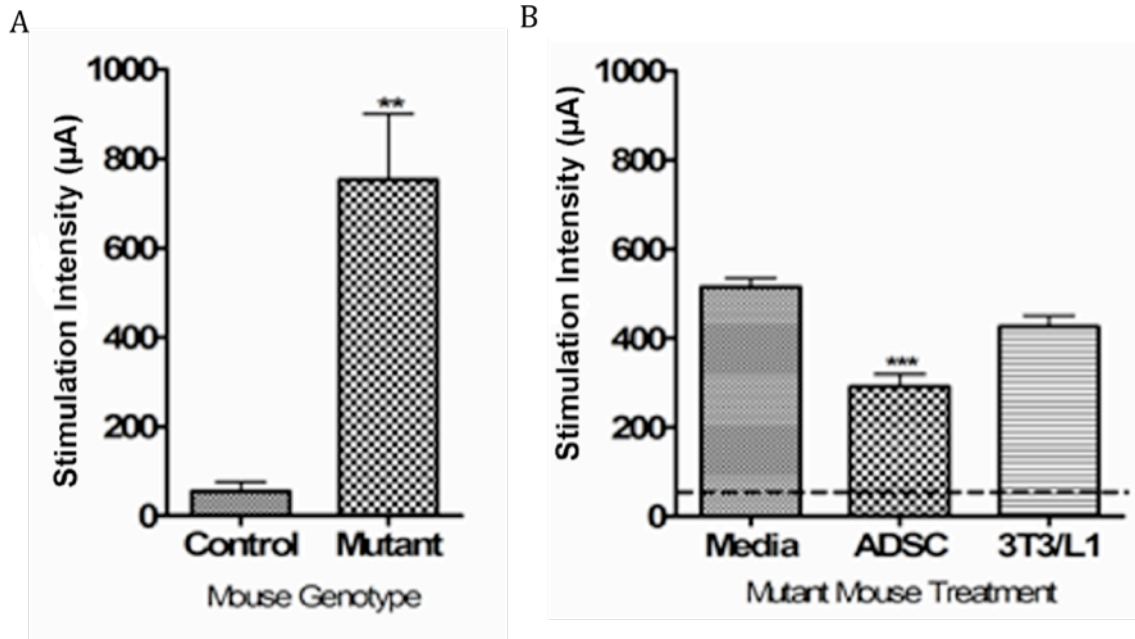 A
Stimulation Intensity (µA)
1000
800
600
400
200
0
**
Control Mutant
Mouse Genotype
B
Stimulation Intensity (µA)
1000
800
600
400
200
0
***
Media ADSC 3T3/L1
Mutant Mouse Treatment